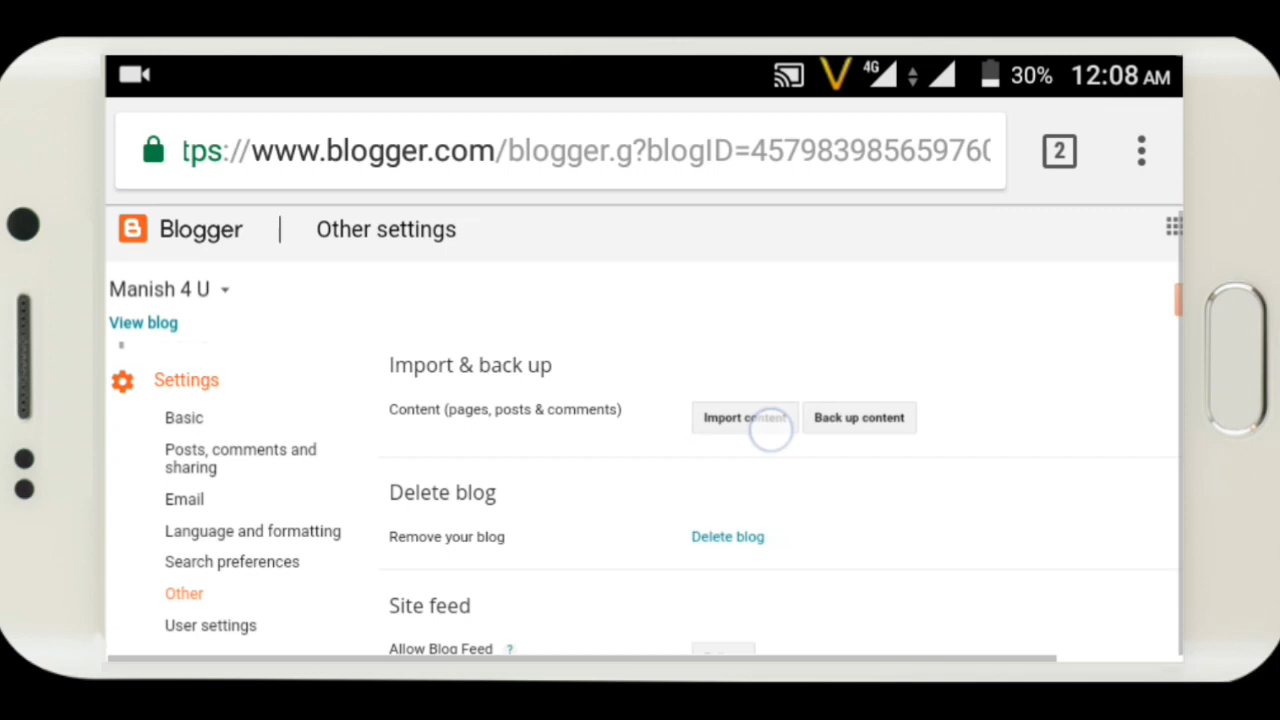 4G 30% 12:08 AM
tps://www.blogger.com/blogger.g?blogID=45798398565976
2
Blogger | Other settings
Manish 4 U
View blog
Settings
Basic
Posts, comments and
sharing
Email
Language and formatting
Search preferences
Other
User settings
Import & back up
Content (pages, posts & comments)
Import content
Back up content
Delete blog
Remove your blog
Delete blog
Site feed
Allow Blog Feed ?